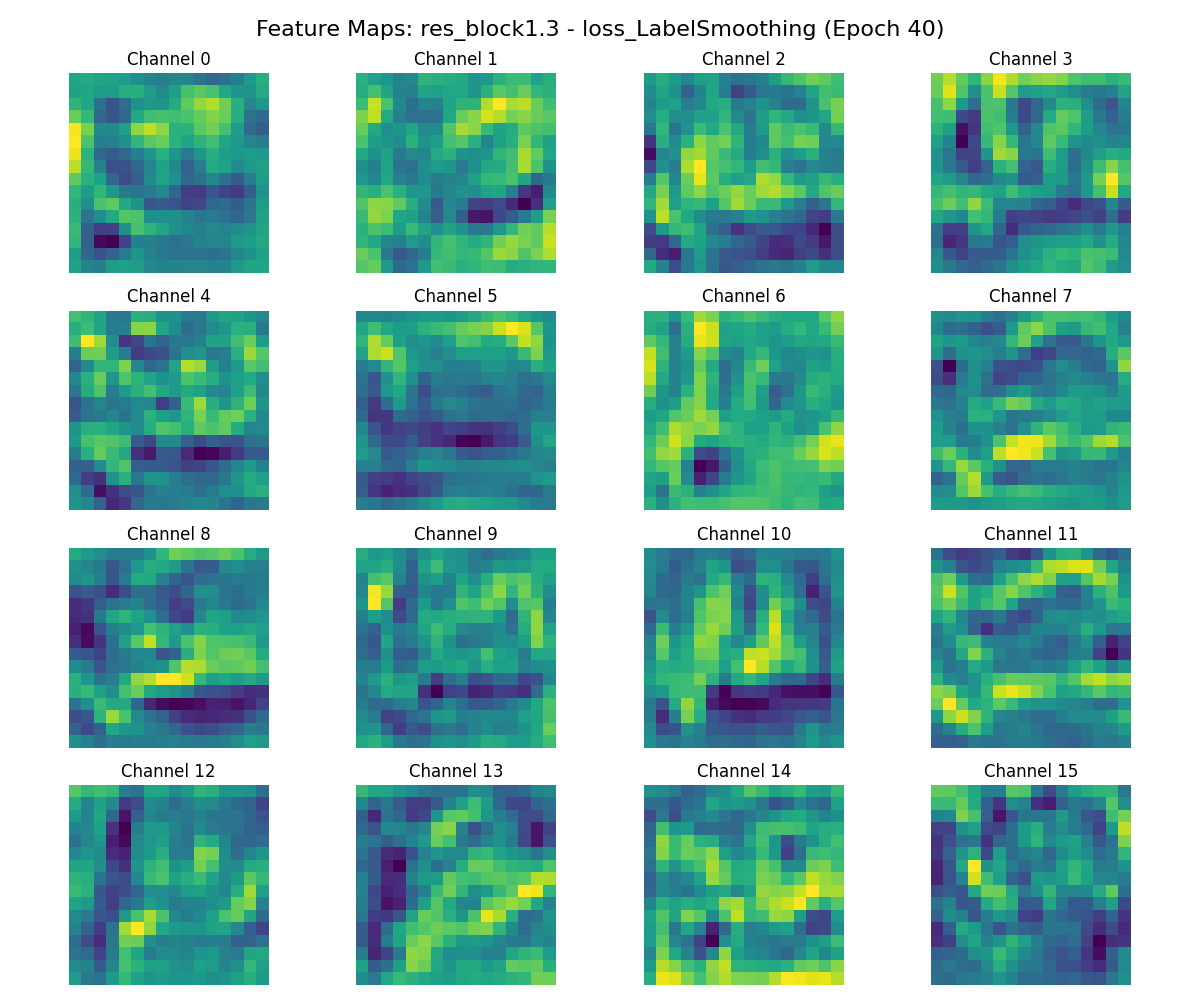 Feature Maps: res_block1.3 - loss_LabelSmoothing (Epoch 40)
Channel 0
Channel 1
Channel 2
Channel 3
Channel 4
Channel 5
Channel 6
Channel 7
Channel 8
Channel 9
Channel 10
Channel 11
Channel 12
Channel 13
Channel 14
Channel 15